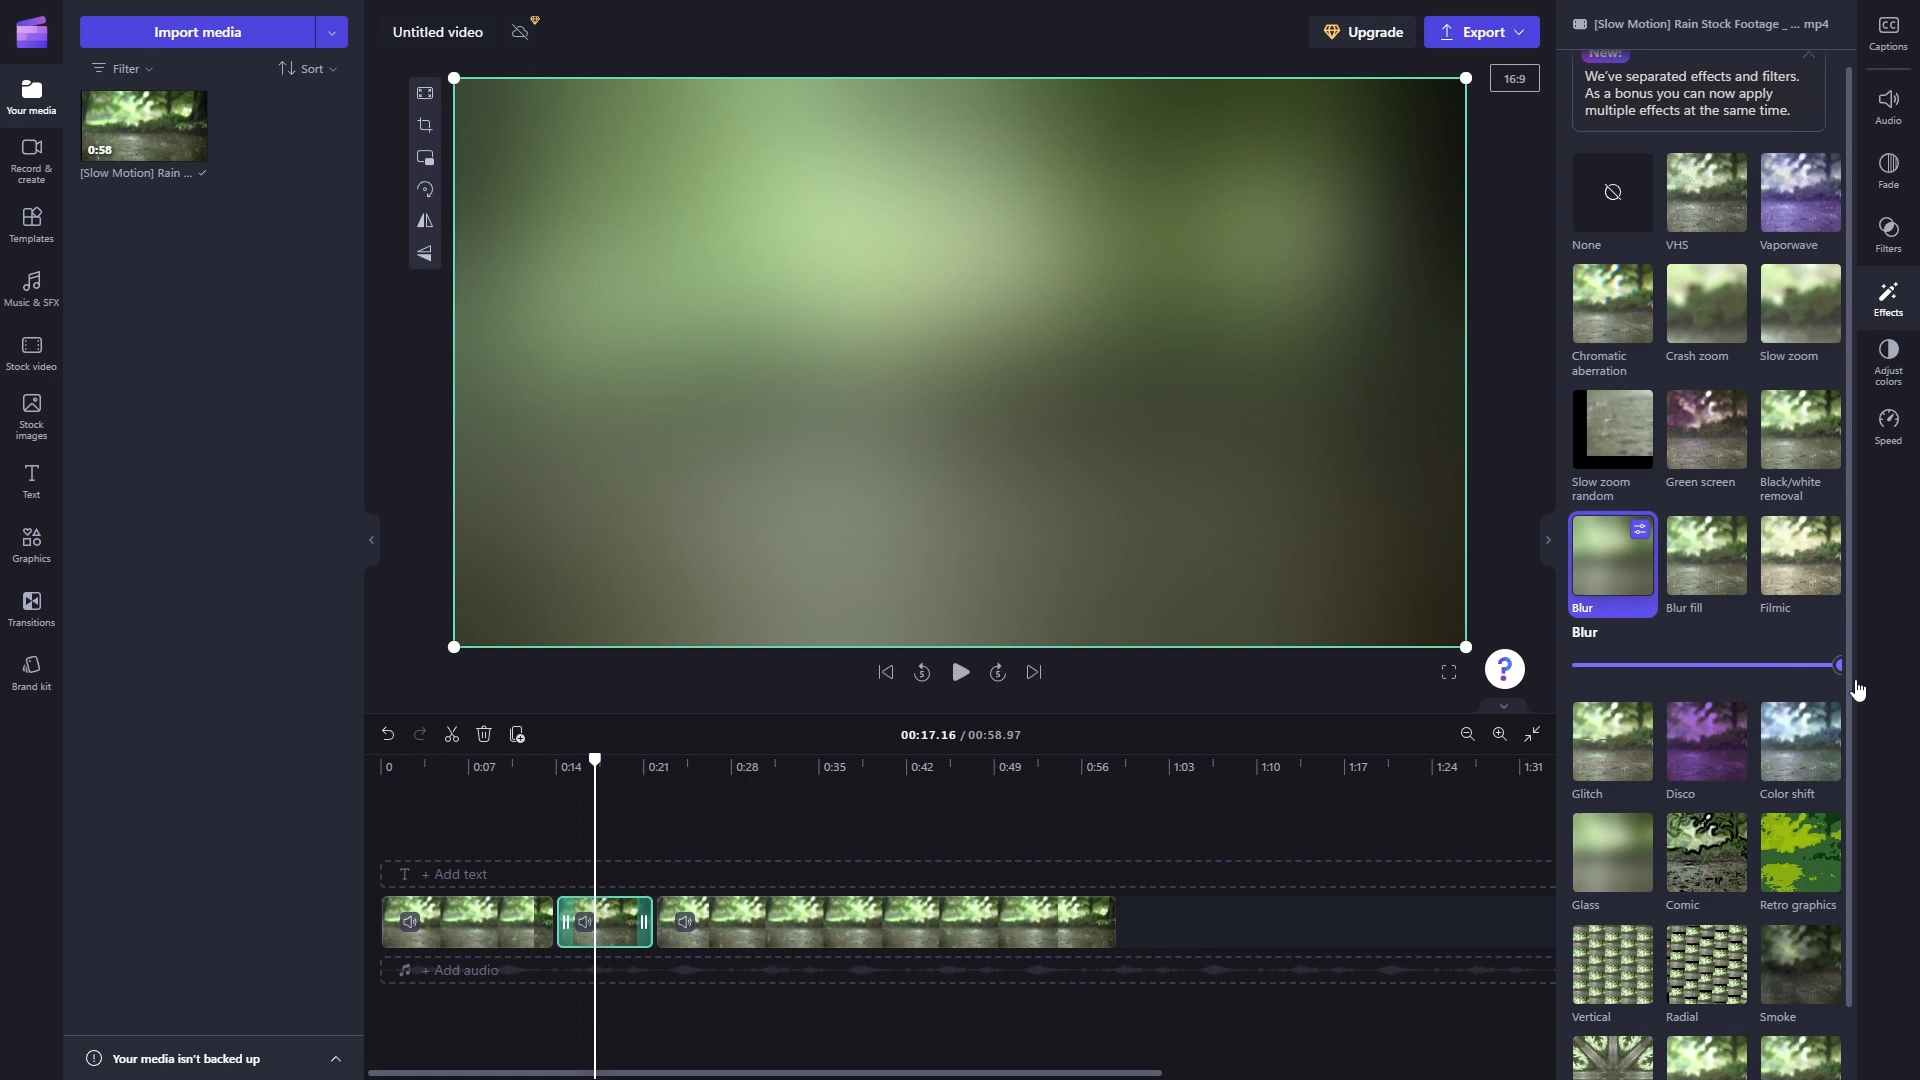 Import media
Untitled video
Upgrade
Export
[Slow Motion] Rain Stock Footage _ ... mp4
Captions
Filter
Sort
16:9
New!
We've separated effects and filters.
As a bonus you can now apply
multiple effects at the same time.
Your media
0:58
[Slow Motion] Rain ...
Record &
create
Templates
Music & SFX
Stock video
Stock
images
Text
Graphics
Transitions
Brand kit
Audio
Fade
Filters
Effects
Adjust
colors
Speed
None
VHS
Vaporwave
Chromatic
aberration
Crash zoom
Slow zoom
Slow zoom
random
Green screen
Black/white
removal
Blur
Blur fill
Filmic
Blur
Glitch
Disco
Color shift
Glass
Comic
Retro graphics
Vertical
Radial
Smoke
5
5
?
00:17.16 / 00:58.97
0
0:07
0:14
0:21
0:28
0:35
0:42
0:49
0:56
1:03
1:10
1:17
1:24
1:31
T + Add text
+ Add audio
Your media isn't backed up